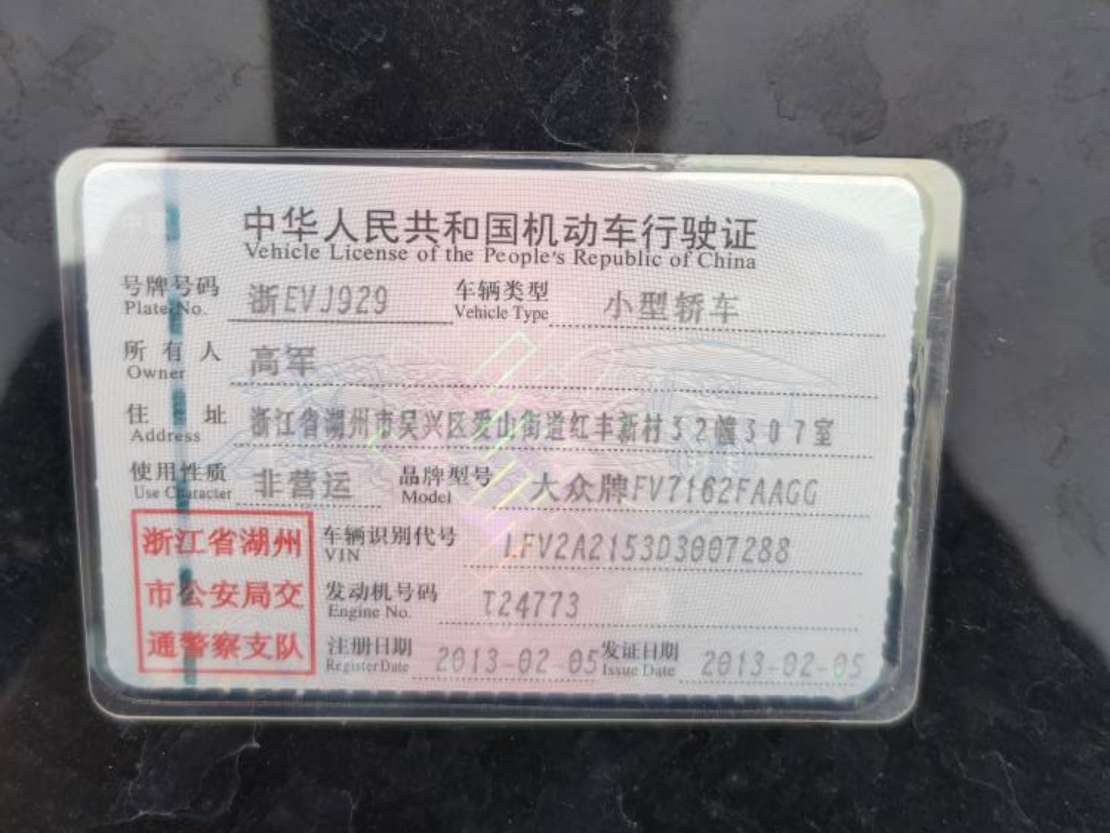 中华人民共和国机动车行驶证
Vehicle License of the People's Republic of China
号牌号码 浙EVJ929 车辆类型 小型轿车
Plate No. Vehicle Type
所有人 高军
Owner
住址 浙江省湖州市吴兴区爱山街道红丰新村32幢307室
Address
使用性质 非营运 品牌型号 大众牌FV7162FAAGG
Use Character Model
浙江省湖州 车辆识别代号 LFV2A2153D3007288
VIN
市公安局交 发动机号码 T24773
Engine No.
通警察支队 注册日期 2013-02-05 发证日期 2013-02-05
Register Date Issue Date